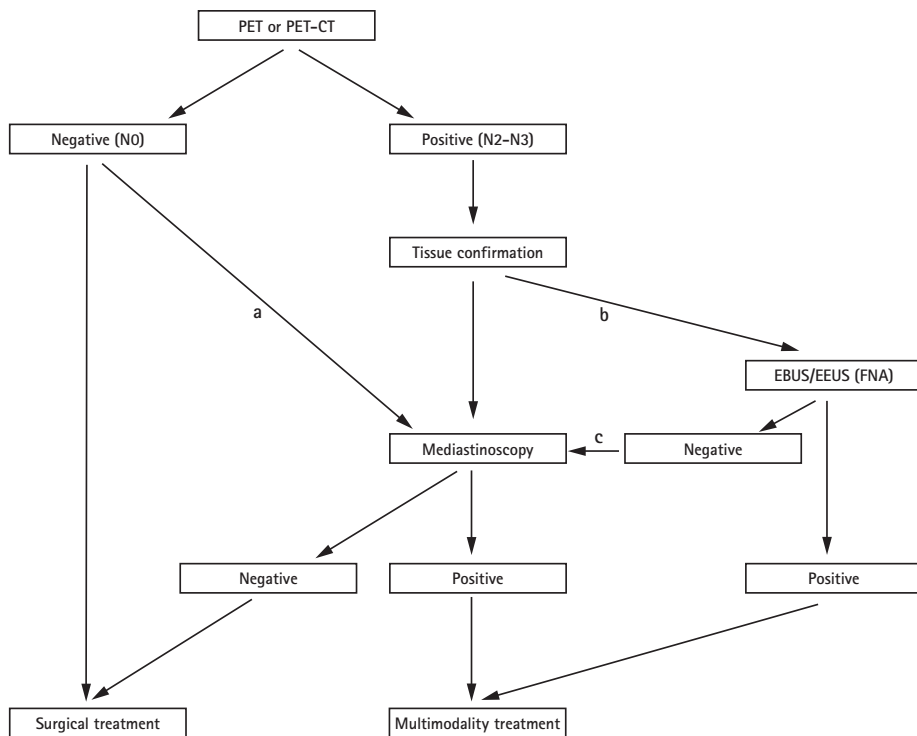 PET or PET-CT
Negative (N0)
Positive (N2-N3)
Tissue confirmation
a
b
EBUS/EEUS (FNA)
Mediastinoscopy
c
Negative
Negative
Positive
Positive
Surgical treatment
Multimodality treatment